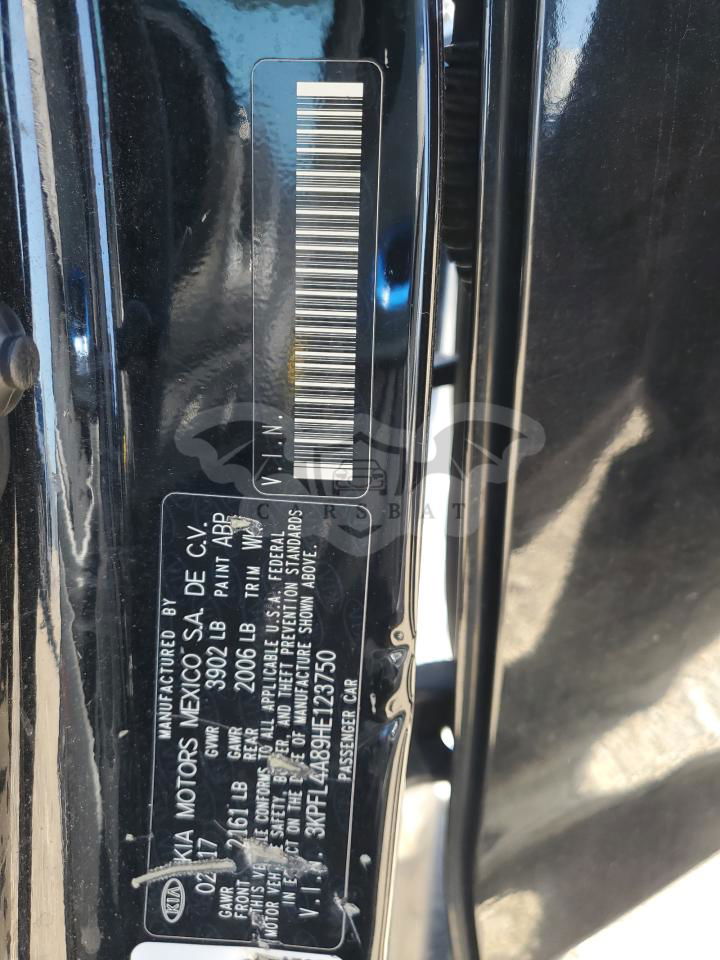 MANUFACTURED BY
KIA KIA MOTORS MEXICO S.A. DE C.V.
GVWR 3902 LB PAINT ABP
GAWR FRONT 2161 LB GAWR REAR 2006 LB TRIM
THIS VEHICLE CONFORMS TO ALL APPLICABLE U.S.A. FEDERAL
MOTOR VEHICLE SAFETY, BUMPER, AND THEFT PREVENTION STANDARDS
IN EFFECT ON THE DATE OF MANUFACTURE SHOWN ABOVE.
V.I.N. 3KPFL4A89HE123750
PASSENGER CAR
V.I.N.
CARSBAT